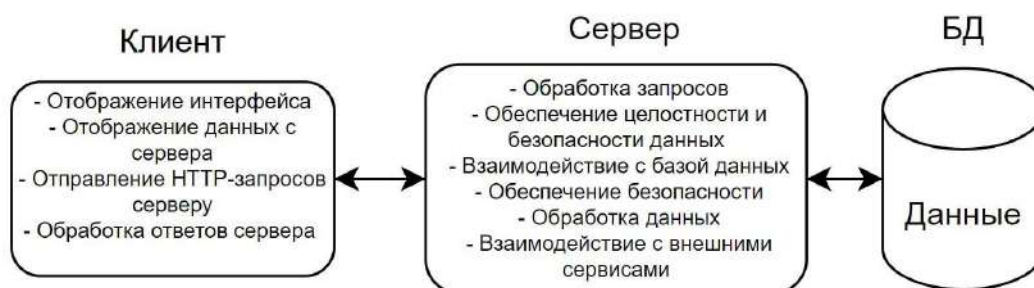 Клиент
- Отображение интерфейса
- Отображение данных с
сервера
- Отправление HTTP-запросов
серверу
- Обработка ответов сервера
Сервер
- Обработка запросов
- Обеспечение целостности и
безопасности данных
- Взаимодействие с базой данных
- Обеспечение безопасности
- Обработка данных
- Взаимодействие с внешними
сервисами
БД
Данные